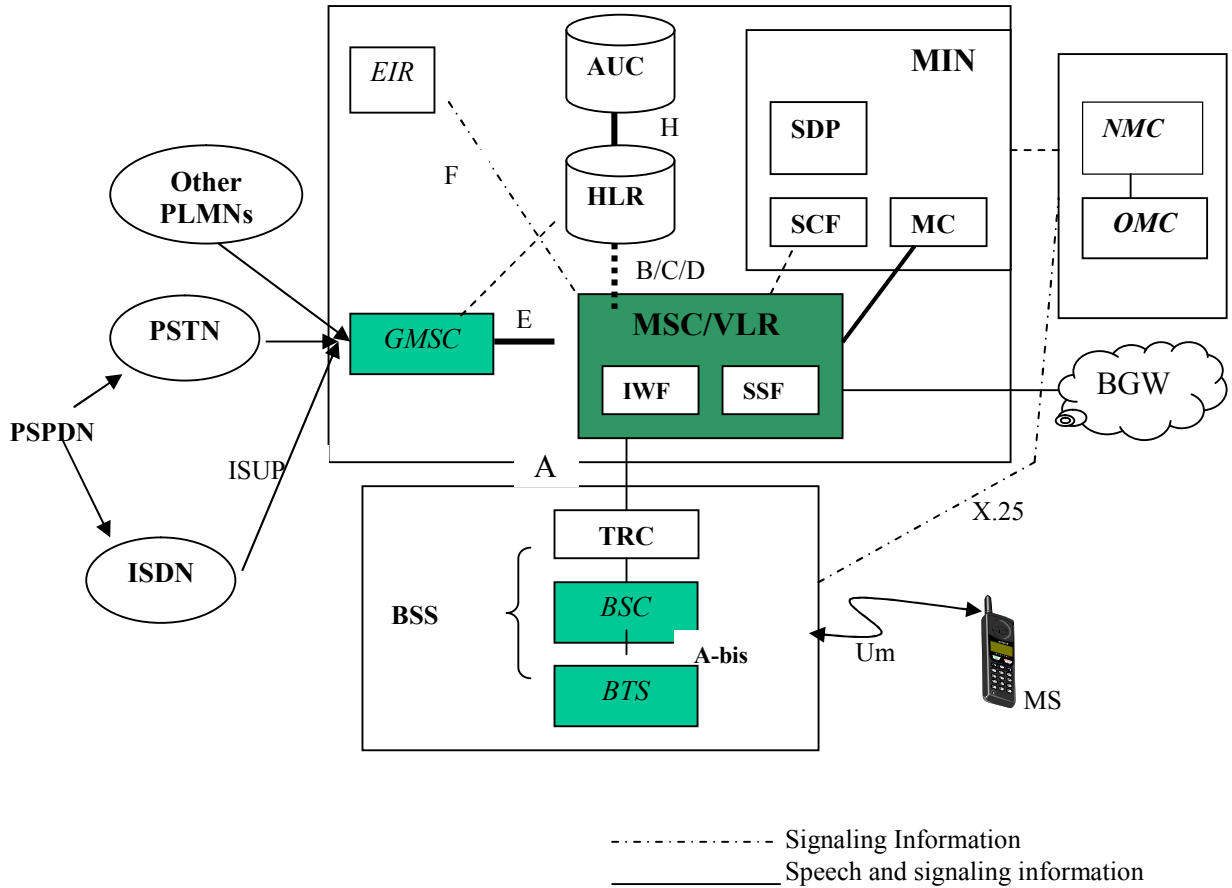 AUC
MIN
EIR
NMC
SDP
H
F
Other
PLMNs
HLR
SCF
MC
OMC
B/C/D
PSTN
GMSC
E
MSC/VLR
BGW
IWF
SSF
PSPDN
ISUP
A
X.25
TRC
ISDN
BSC
BSS
A-bis
Um
BTS
MS
Signaling Information
Speech and signaling information